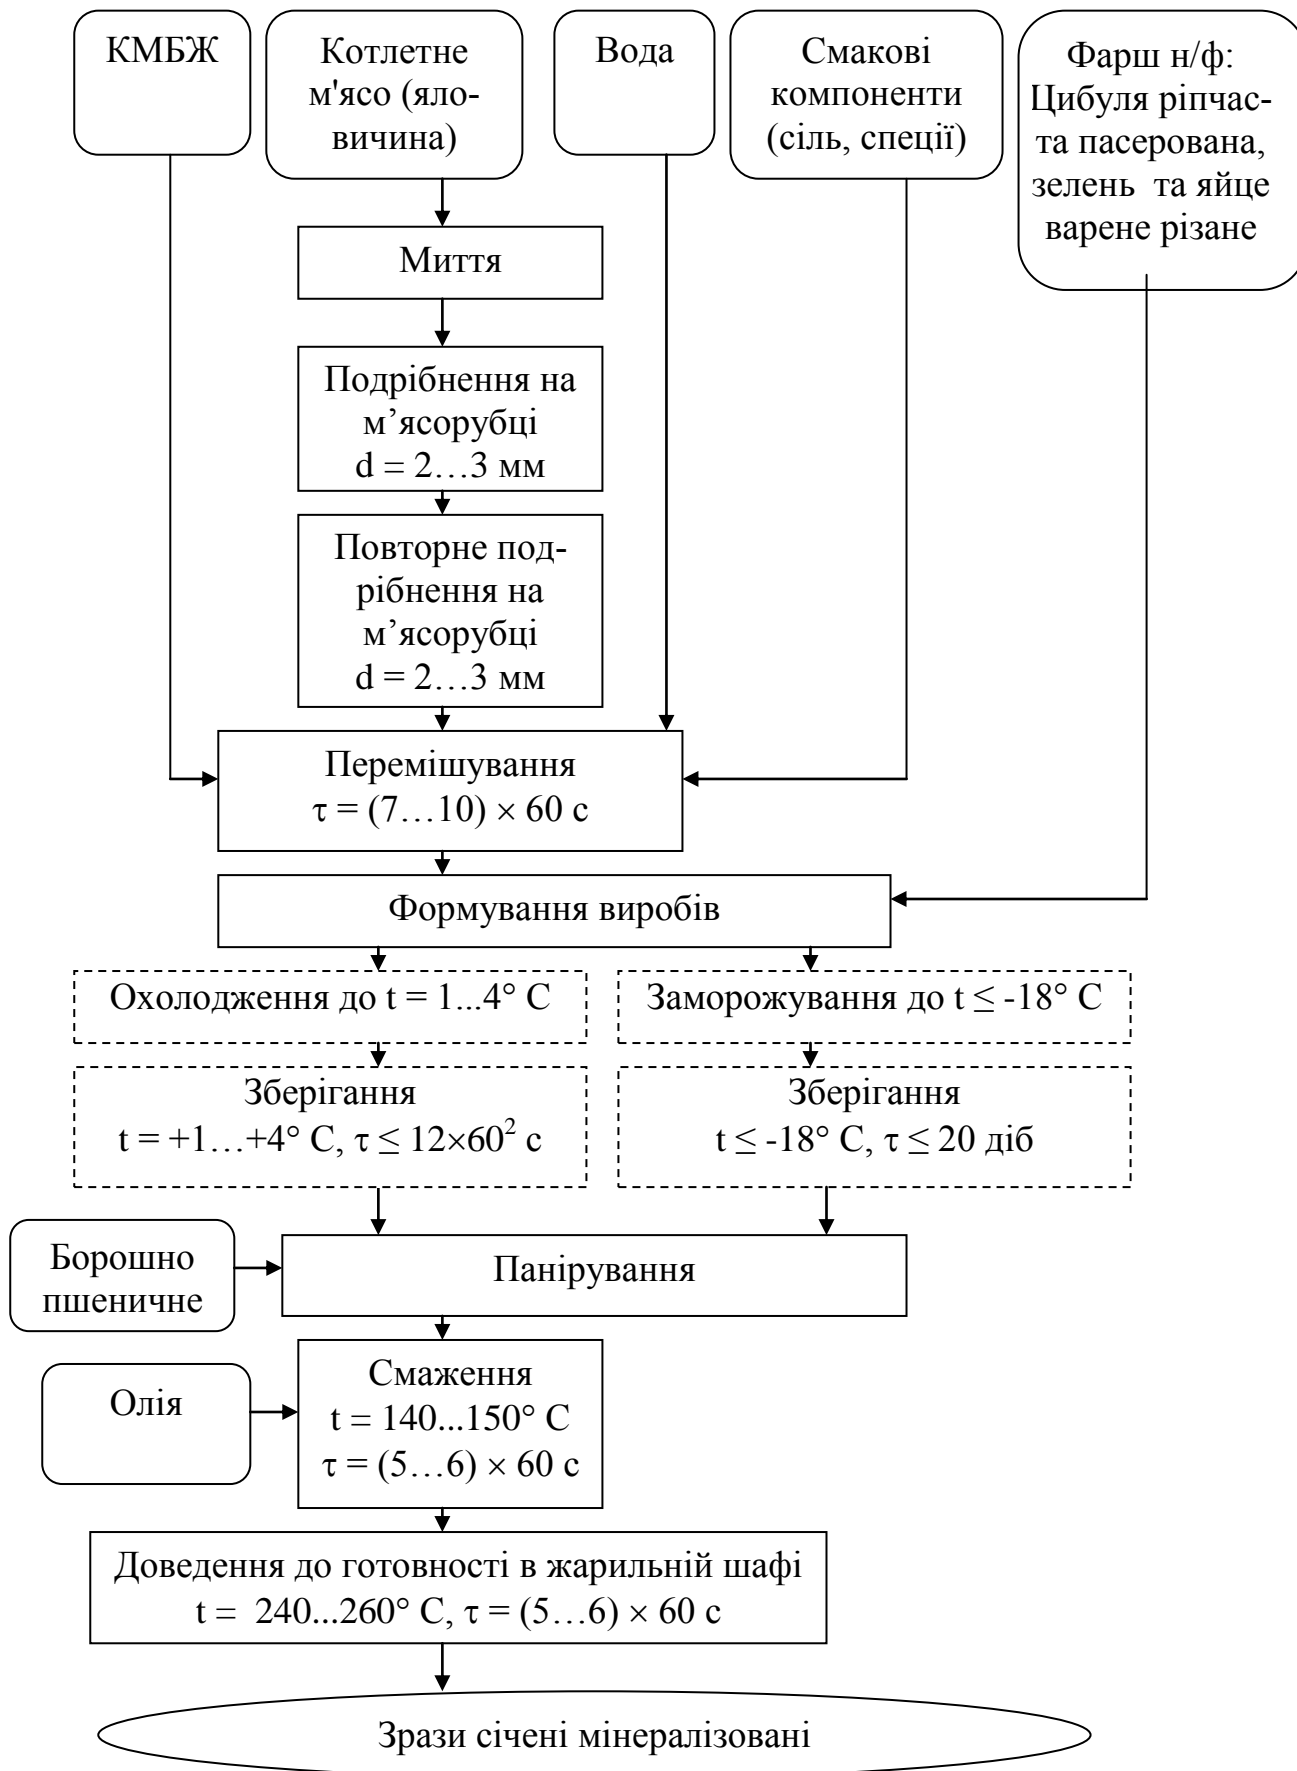 КМБЖ
Котлетне
м'ясо (яло-
вичина)
Вода
Смакові
компоненти
(сіль, спеції)
Фарш н/ф:
Цибуля ріпчас-
та пасерована,
зелень та яйце
варене різане
Миття
Подрібнення на
м’ясорубці
d = 2…3 мм
Повторне под-
рібнення на
м’ясорубці
d = 2…3 мм
Перемішування
τ = (7…10) × 60 с
Формування виробів
Охолодження до t = 1...4° С
Заморожування до t ≤ -18° С
Зберігання
t = +1…+4° С, τ ≤ 12×60² с
Зберігання
t ≤ -18° С, τ ≤ 20 діб
Борошно
пшеничне
Панірування
Олія
Смаження
t = 140...150° С
τ = (5…6) × 60 с
Доведення до готовності в жарильній шафі
t = 240...260° С, τ = (5…6) × 60 с
Зрази січені мінералізовані